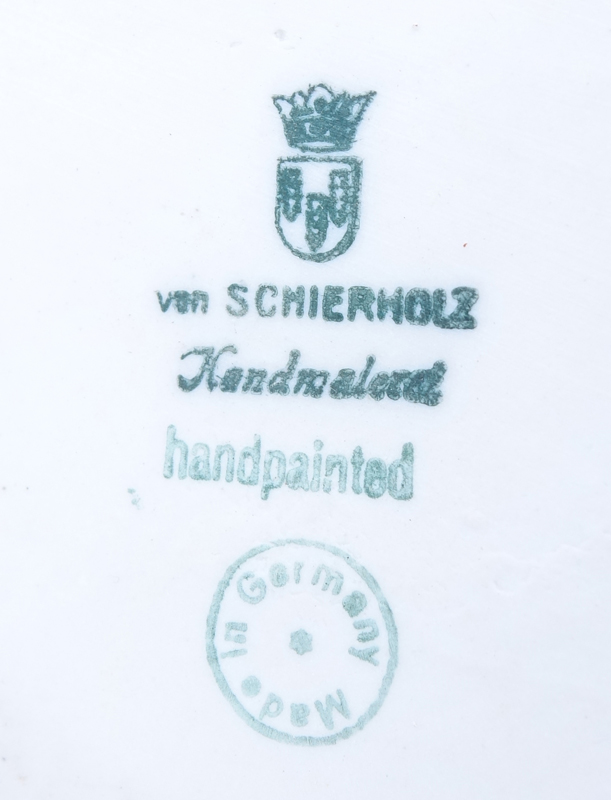 von SCHIERHOLZ
Handmalerei
handpainted
Made in Germany